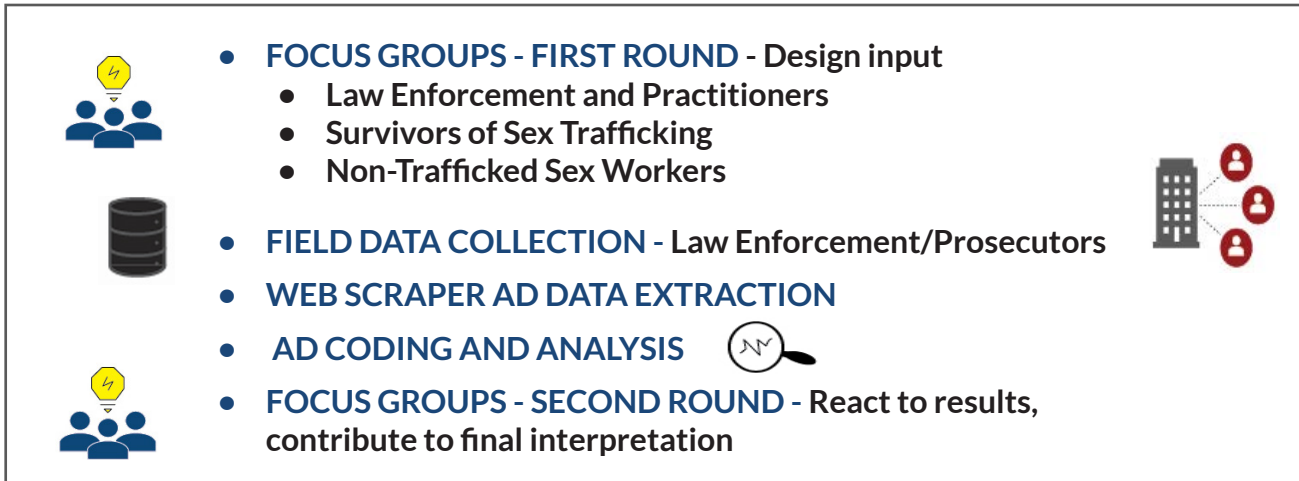 ● FOCUS GROUPS - FIRST ROUND - Design input
● Law Enforcement and Practitioners
● Survivors of Sex Trafficking
● Non-Trafficked Sex Workers
● FIELD DATA COLLECTION - Law Enforcement/Prosecutors
● WEB SCRAPER AD DATA EXTRACTION
● AD CODING AND ANALYSIS
● FOCUS GROUPS - SECOND ROUND - React to results,
contribute to final interpretation